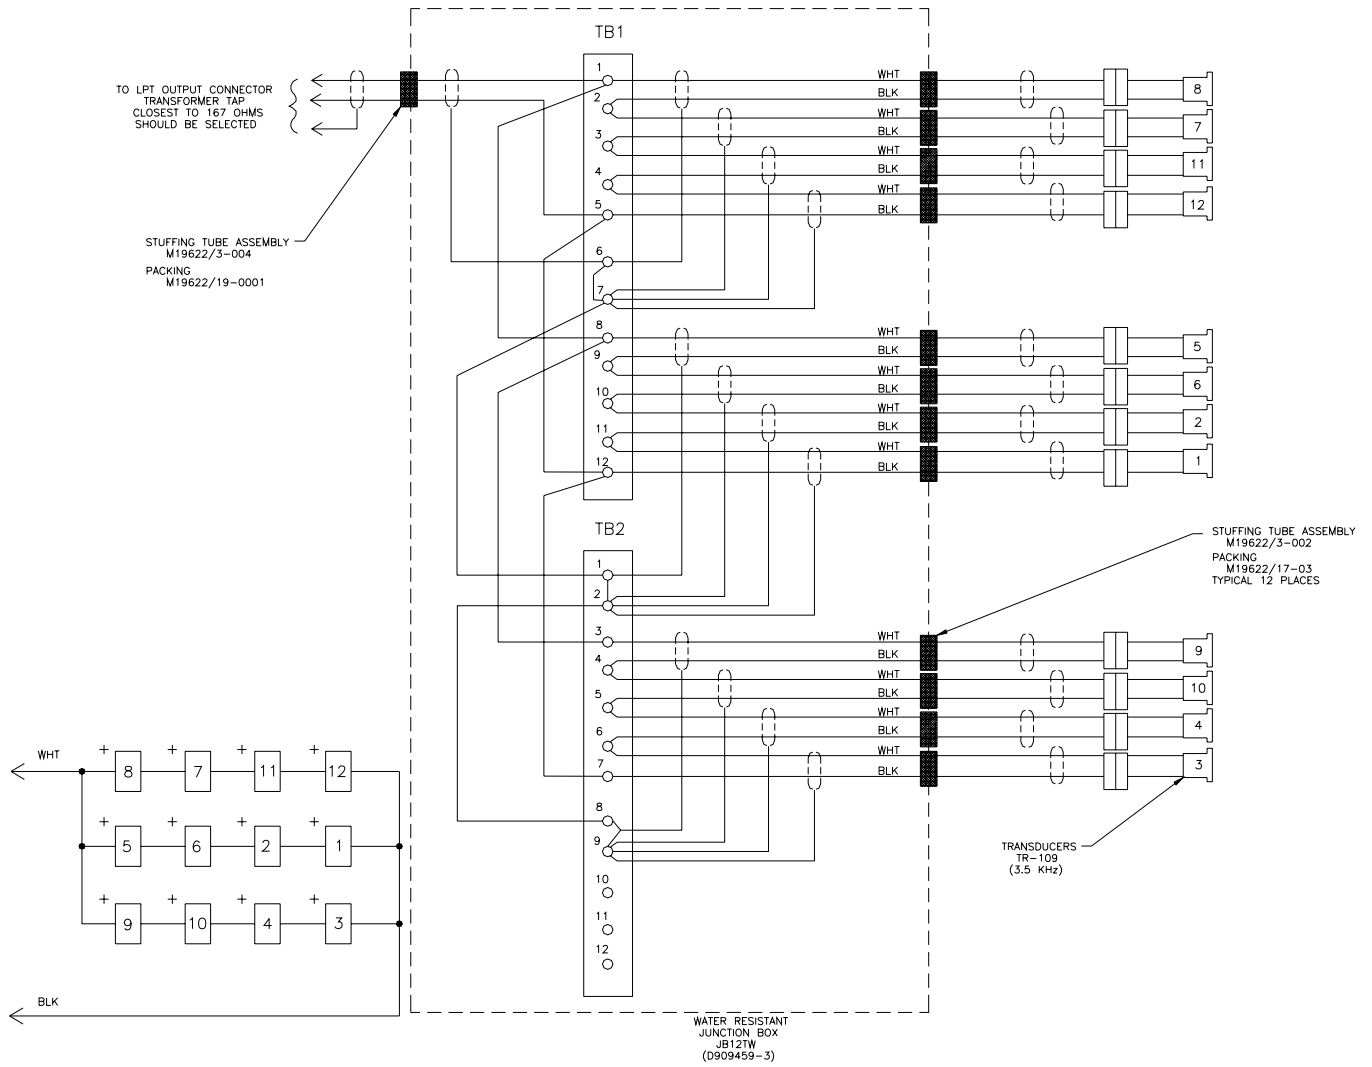 TB1
TO LPT OUTPUT CONNECTOR
TRANSFORMER TAP
CLOSEST TO 167 OHMS
SHOULD BE SELECTED
STUFFING TUBE ASSEMBLY
M19622/3-004
PACKING
M19622/19-0001
1
2
3
4
5
6
7
8
9
10
11
12
WHT
BLK
8
WHT
BLK
7
WHT
BLK
11
WHT
BLK
12
WHT
BLK
5
WHT
BLK
6
WHT
BLK
2
WHT
BLK
1
TB2
1
2
3
4
5
6
7
8
9
10
11
12
STUFFING TUBE ASSEMBLY
M19622/3-002
PACKING
M19622/17-03
TYPICAL 12 PLACES
WHT
BLK
9
WHT
BLK
10
WHT
BLK
4
WHT
BLK
3
TRANSDUCERS
TR-109
(3.5 KHz)
WHT
+ 8 + 7 + 11 + 12
+ 5 + 6 + 2 + 1
+ 9 + 10 + 4 + 3
BLK
WATER RESISTANT
JUNCTION BOX
JB12TW
(D909459-3)